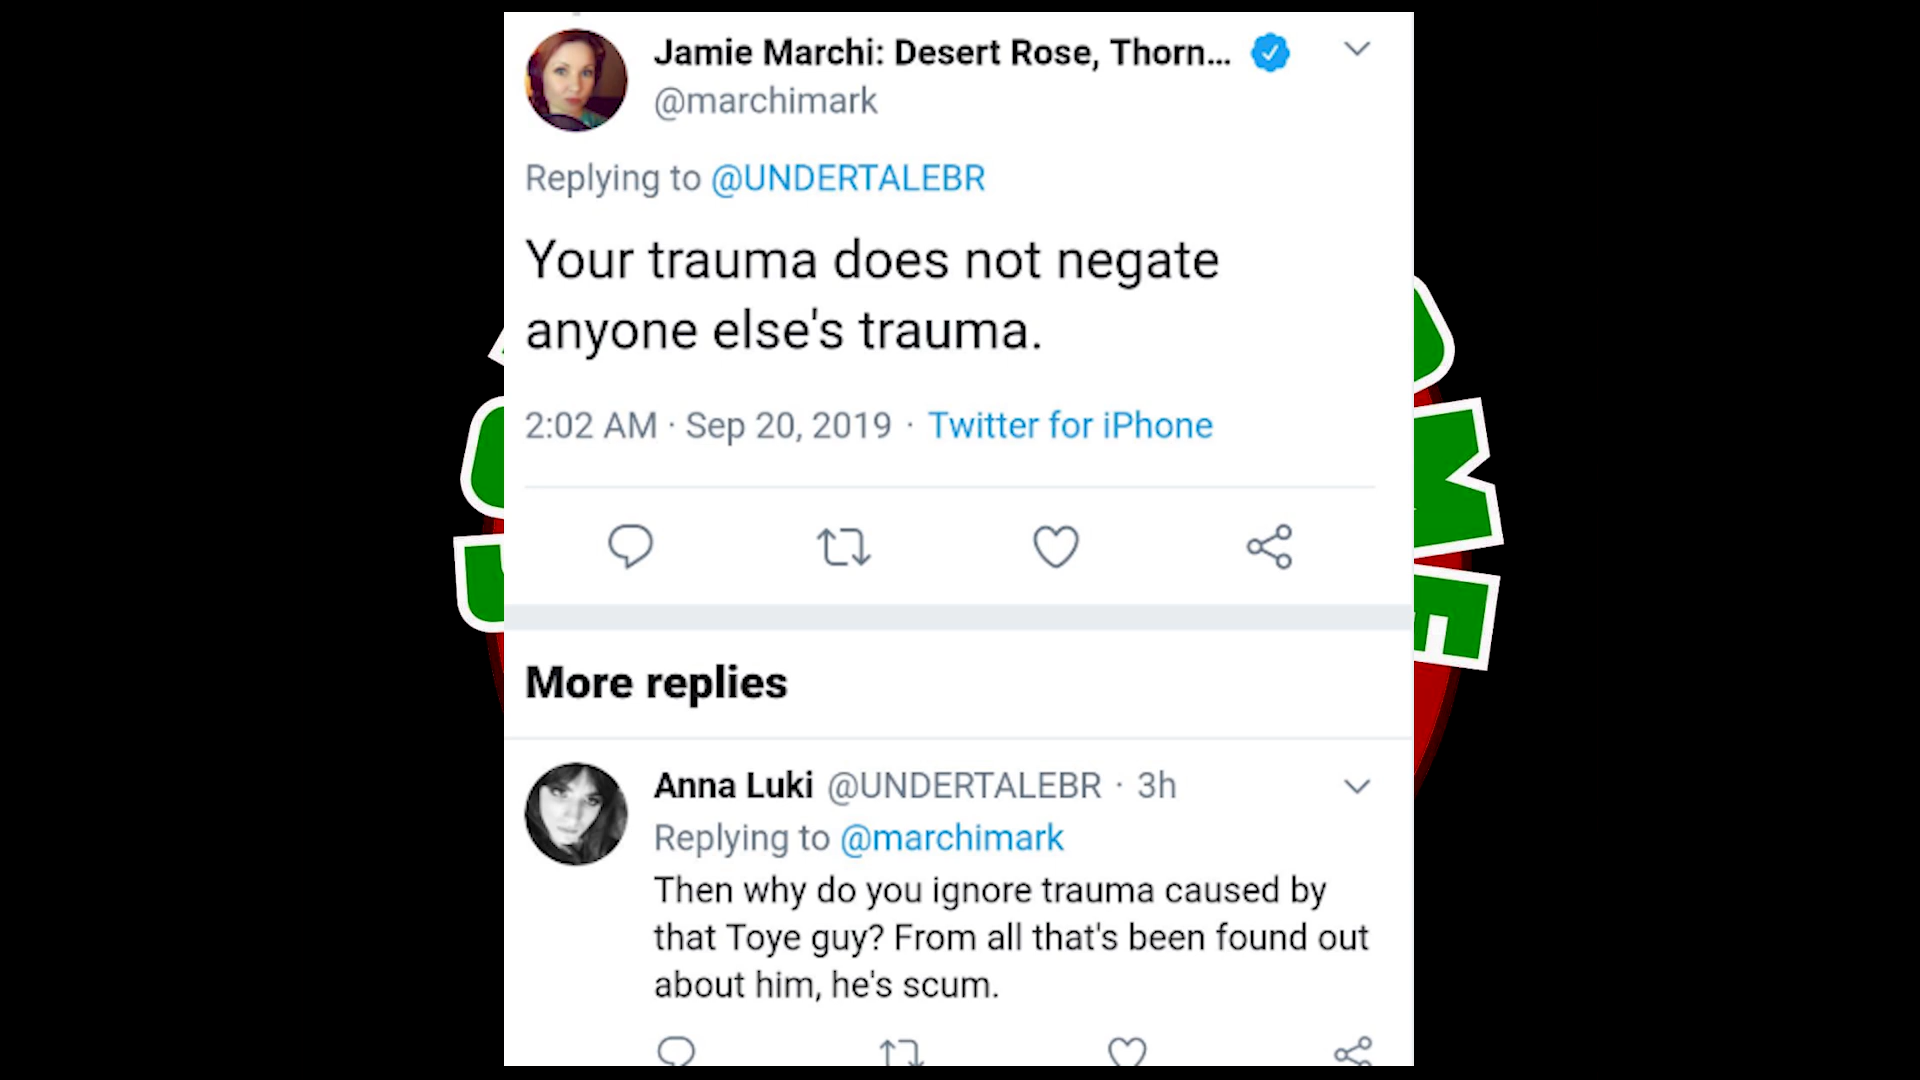 Jamie Marchi: Desert Rose, Thorn...
@marchimark
Replying to @UNDERTALEBR
Your trauma does not negate
anyone else's trauma.
2:02 AM · Sep 20, 2019 · Twitter for iPhone
More replies
Anna Luki @UNDERTALEBR · 3h
Replying to @marchimark
Then why do you ignore trauma caused by
that Toye guy? From all that's been found out
about him, he's scum.